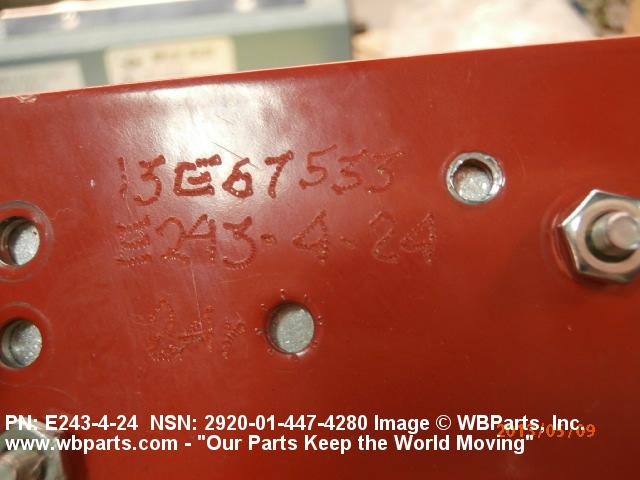 13E67533
E243-4-24
24
PN: E243-4-24 NSN: 2920-01-447-4280 Image © WBParts, Inc.
www.wbparts.com - "Our Parts Keep the World Moving"